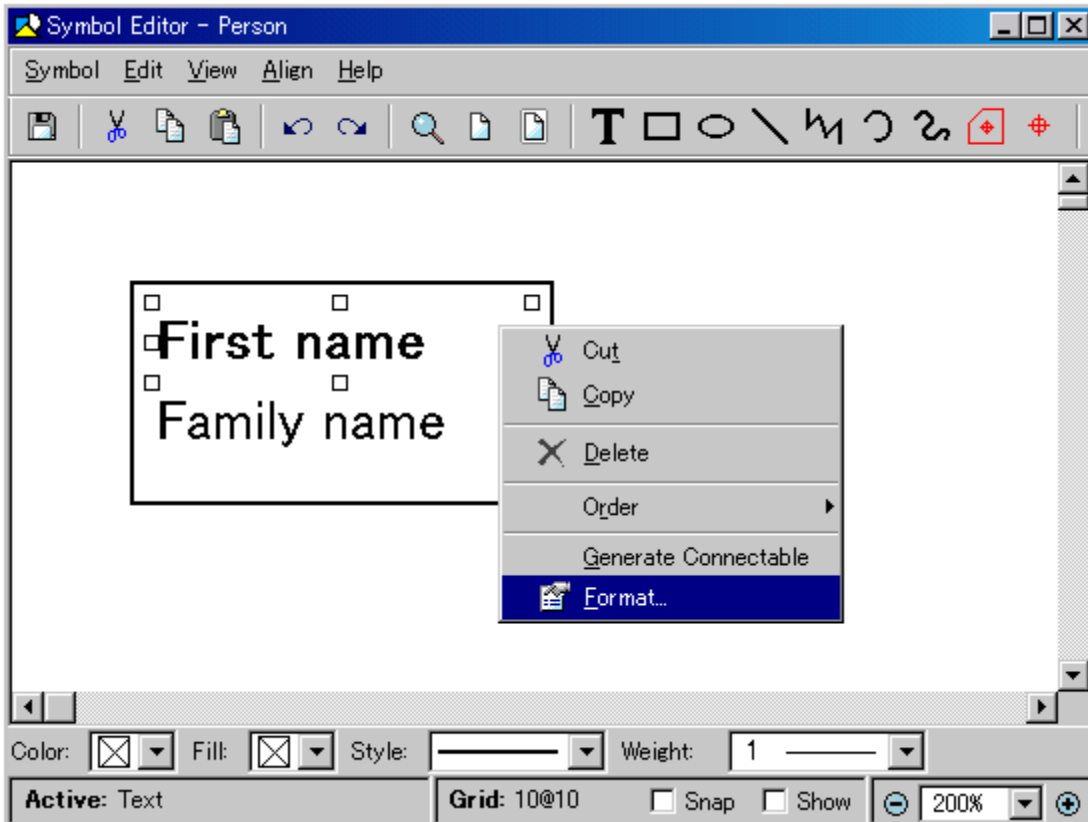 Symbol Editor - Person
Symbol Edit View Align Help
T
First name
Family name
Cut
Copy
Delete
Order
Generate Connectable
Format...
Color: Fill: Style: Weight: 1
Active: Text Grid: 10@10 Snap Show 200%